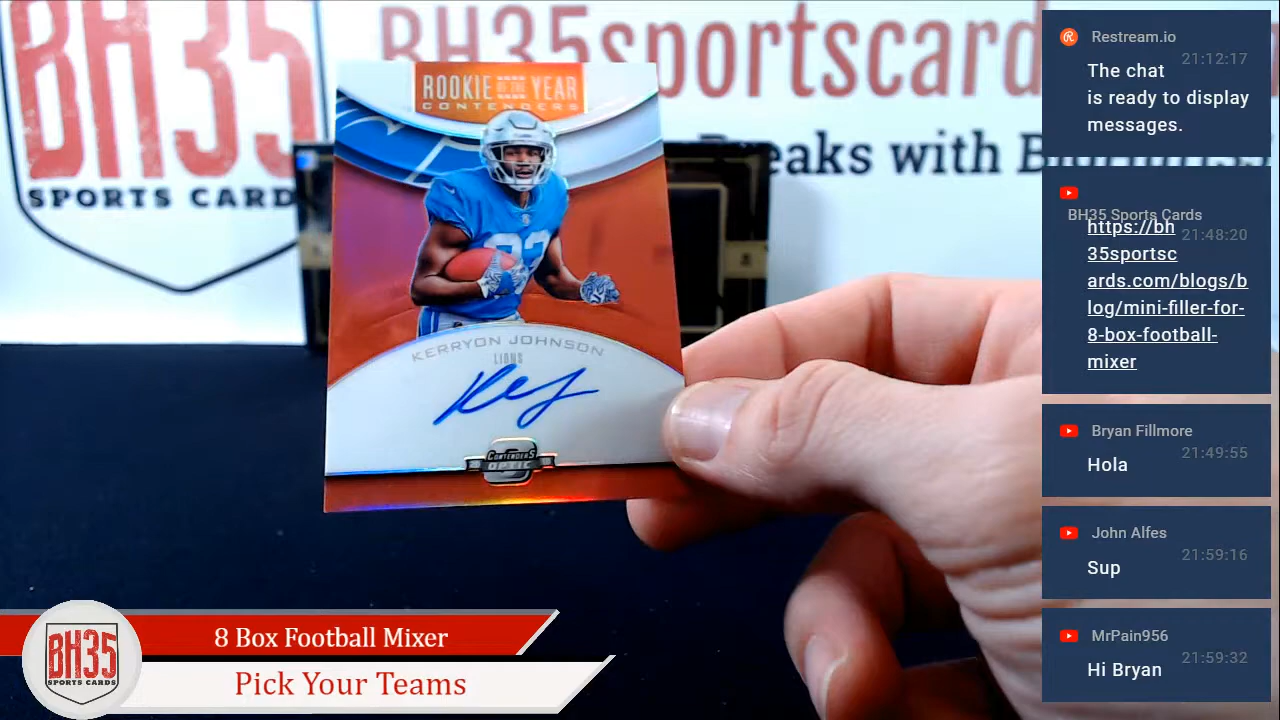 BH35
SPORTS CARDS
BH35sportscard
eaks with B
ROOKIE OF THE YEAR
CONTENDERS
KERRYON JOHNSON
LIONS
CONTENDERS
OPTIC
8 Box Football Mixer
Pick Your Teams
BH35
SPORTS CARDS
Restream.io
21:12:17
The chat
is ready to display
messages.
BH35 Sports Cards
21:48:20
https://bh
35sportsc
ards.com/blogs/b
log/mini-filler-for-
8-box-football-
mixer
Bryan Fillmore
21:49:55
Hola
John Alfes
21:59:16
Sup
MrPain956
21:59:32
Hi Bryan